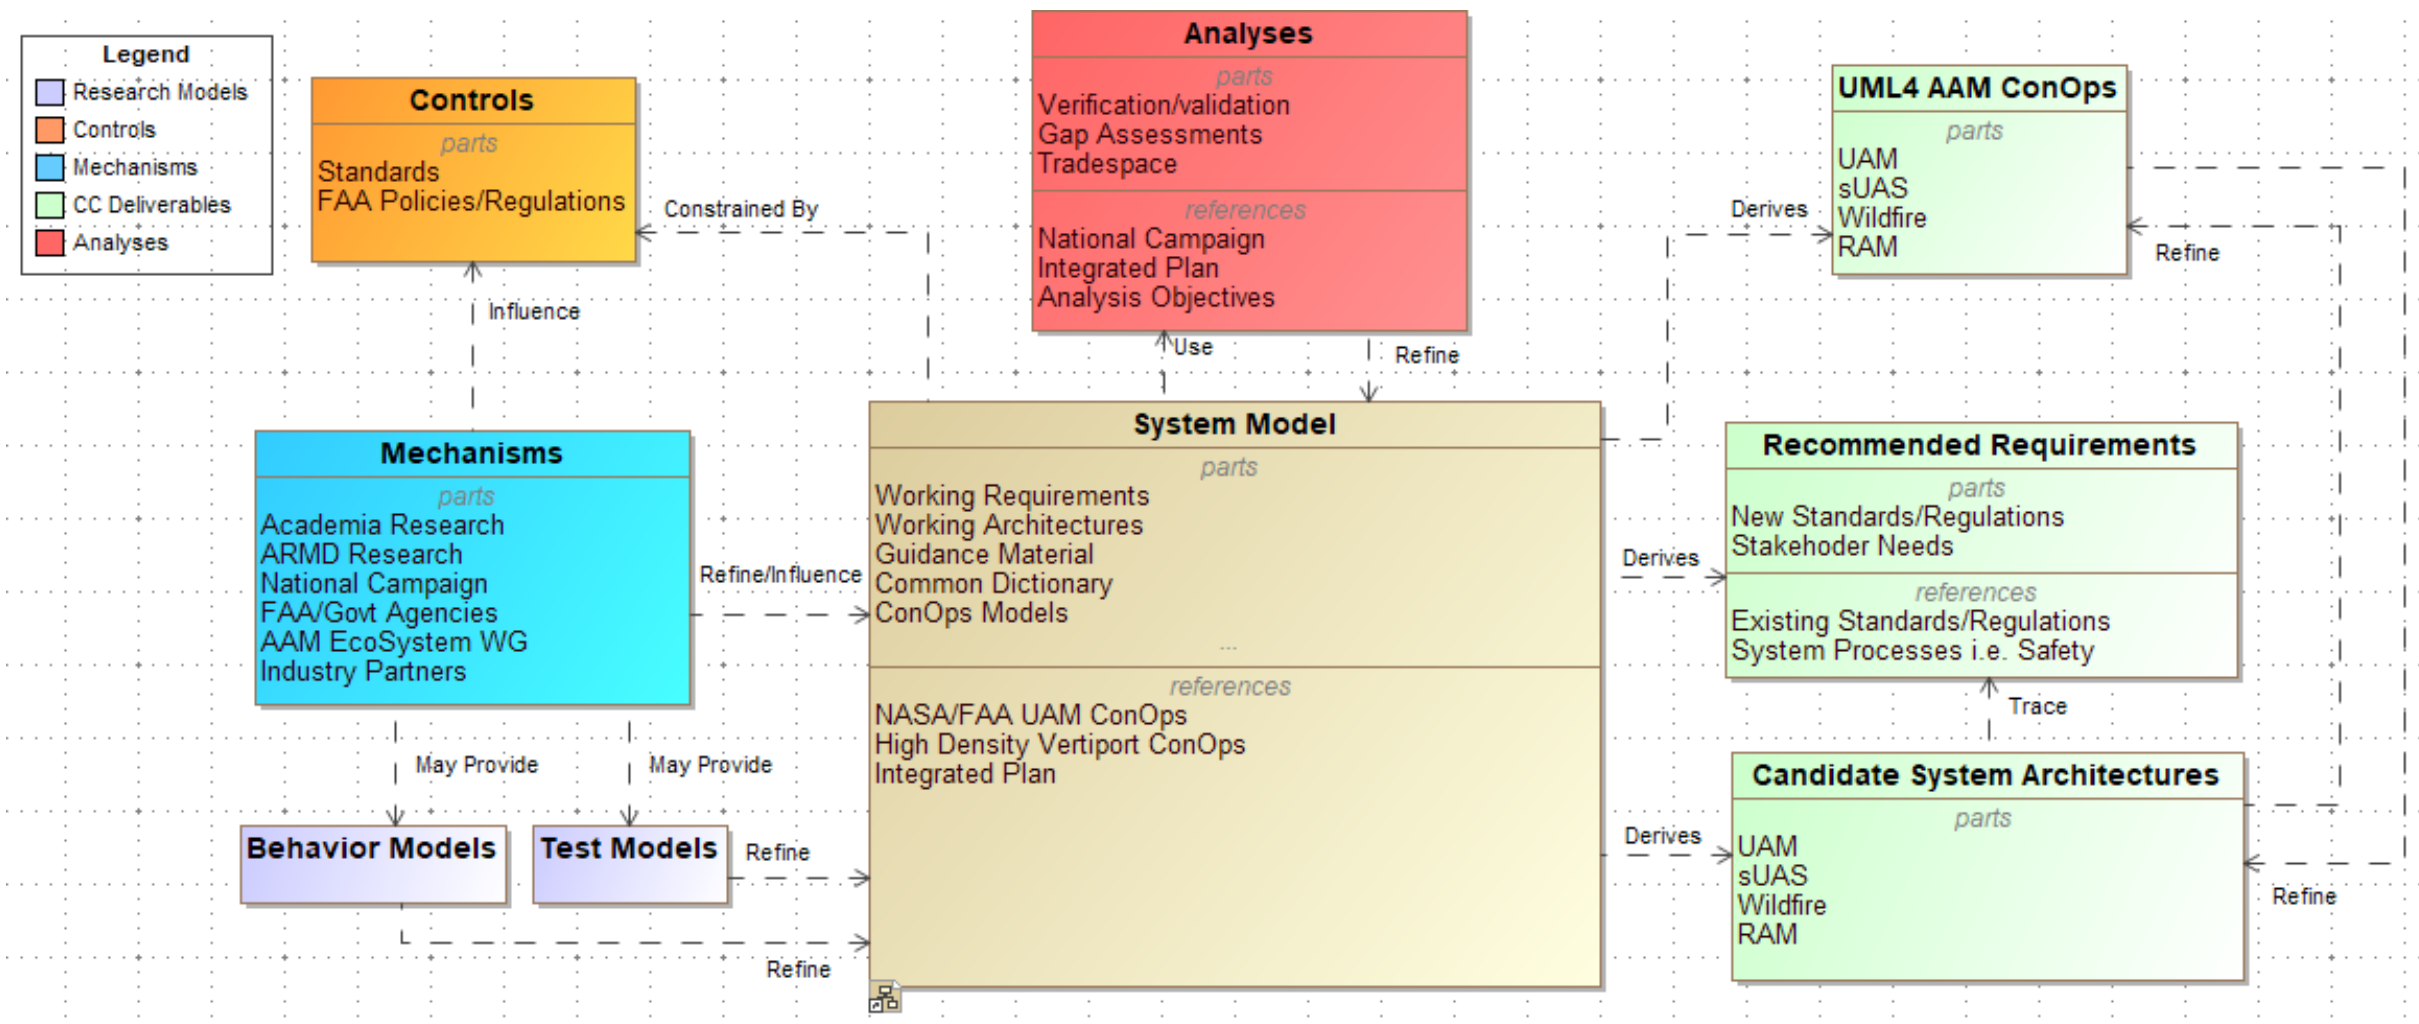 Legend
Research Models
Controls
Mechanisms
CC Deliverables
Analyses
Controls
parts
Standards
FAA Policies/Regulations
Constrained By
Influence
Analyses
parts
Verification/validation
Gap Assessments
Tradespace
references
National Campaign
Integrated Plan
Analysis Objectives
Use
Refine
UML4 AAM ConOps
parts
UAM
sUAS
Wildfire
RAM
Derives
Refine
Mechanisms
parts
Academia Research
ARMD Research
National Campaign
FAA/Govt Agencies
AAM EcoSystem WG
Industry Partners
Refine/Influence
May Provide
May Provide
Behavior Models
Test Models
Refine
Refine
System Model
parts
Working Requirements
Working Architectures
Guidance Material
Common Dictionary
ConOps Models
...
references
NASA/FAA UAM ConOps
High Density Vertiport ConOps
Integrated Plan
Derives
Recommended Requirements
parts
New Standards/Regulations
Stakehoder Needs
references
Existing Standards/Regulations
System Processes i.e. Safety
Trace
Derives
Candidate System Architectures
parts
UAM
sUAS
Wildfire
RAM
Refine